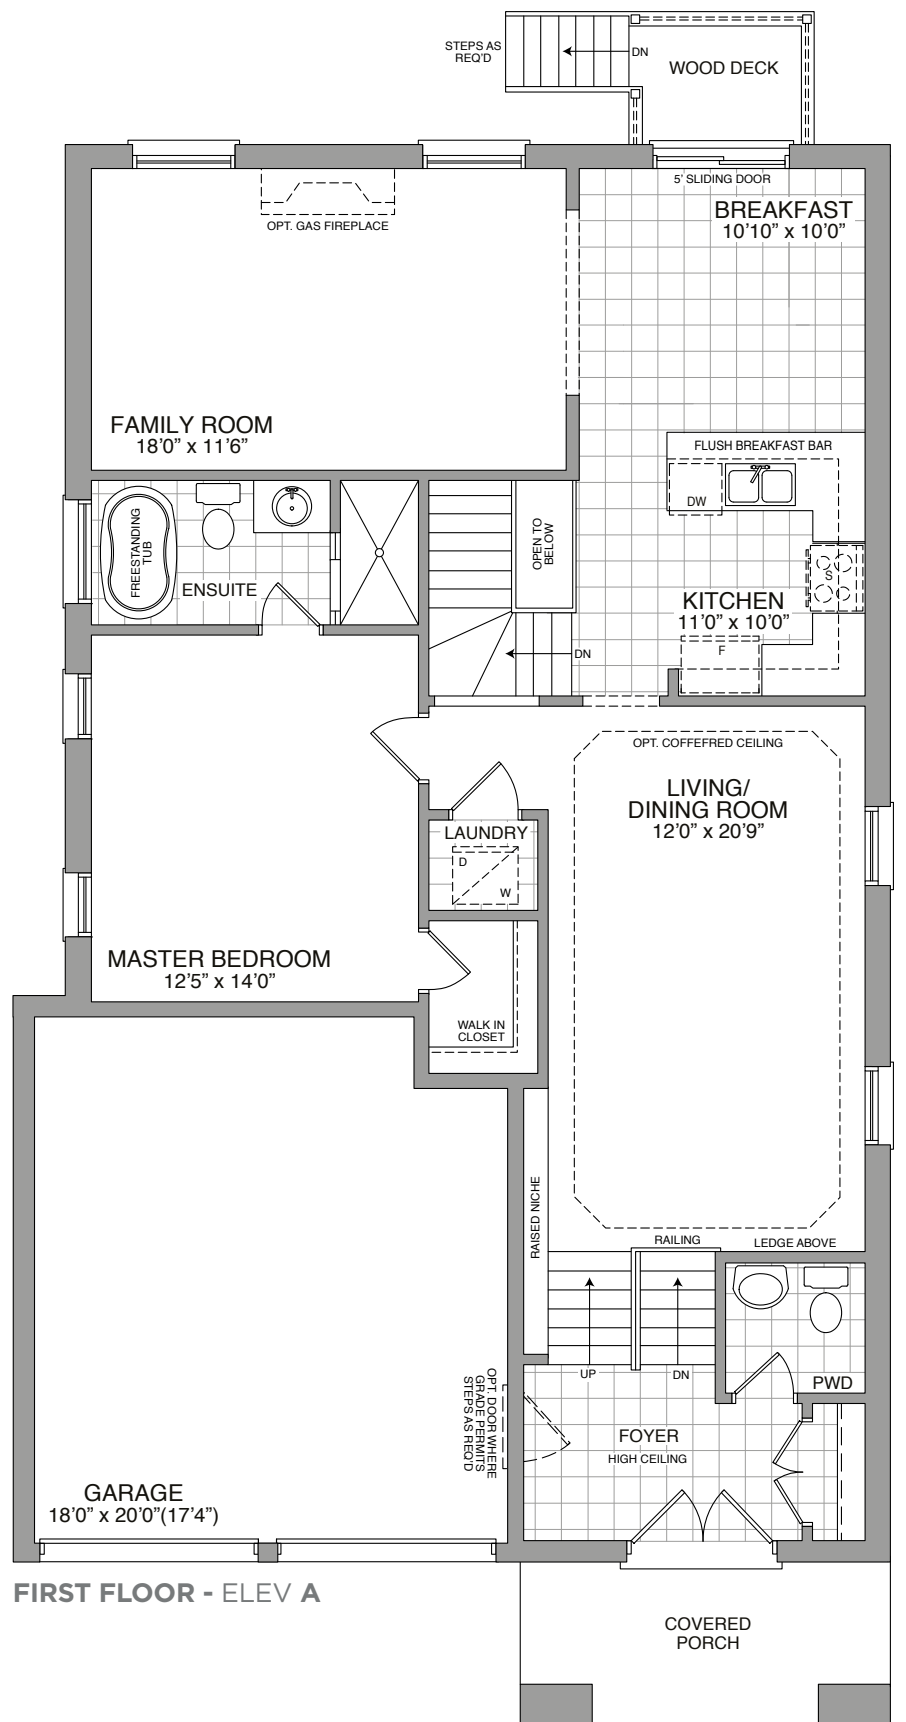 STEPS AS
REQ'D
DN
WOOD DECK
5' SLIDING DOOR
BREAKFAST
10'10" x 10'0"
OPT. GAS FIREPLACE
FAMILY ROOM
18'0" x 11'6"
FLUSH BREAKFAST BAR
DW
FREESTANDING
TUB
ENSUITE
OPEN TO
BELOW
S
KITCHEN
11'0" x 10'0"
F
DN
OPT. COFFEFRED CEILING
LIVING/
DINING ROOM
12'0" x 20'9"
LAUNDRY
D
W
MASTER BEDROOM
12'5" x 14'0"
WALK IN
CLOSET
RAISED NICHE
RAILING
LEDGE ABOVE
UP
DN
PWD
OPT. DOOR WHERE
GRADE PERMITS
STEPS AS REQ'D
FOYER
HIGH CEILING
GARAGE
18'0" x 20'0"(17'4")
FIRST FLOOR - ELEV A
COVERED
PORCH